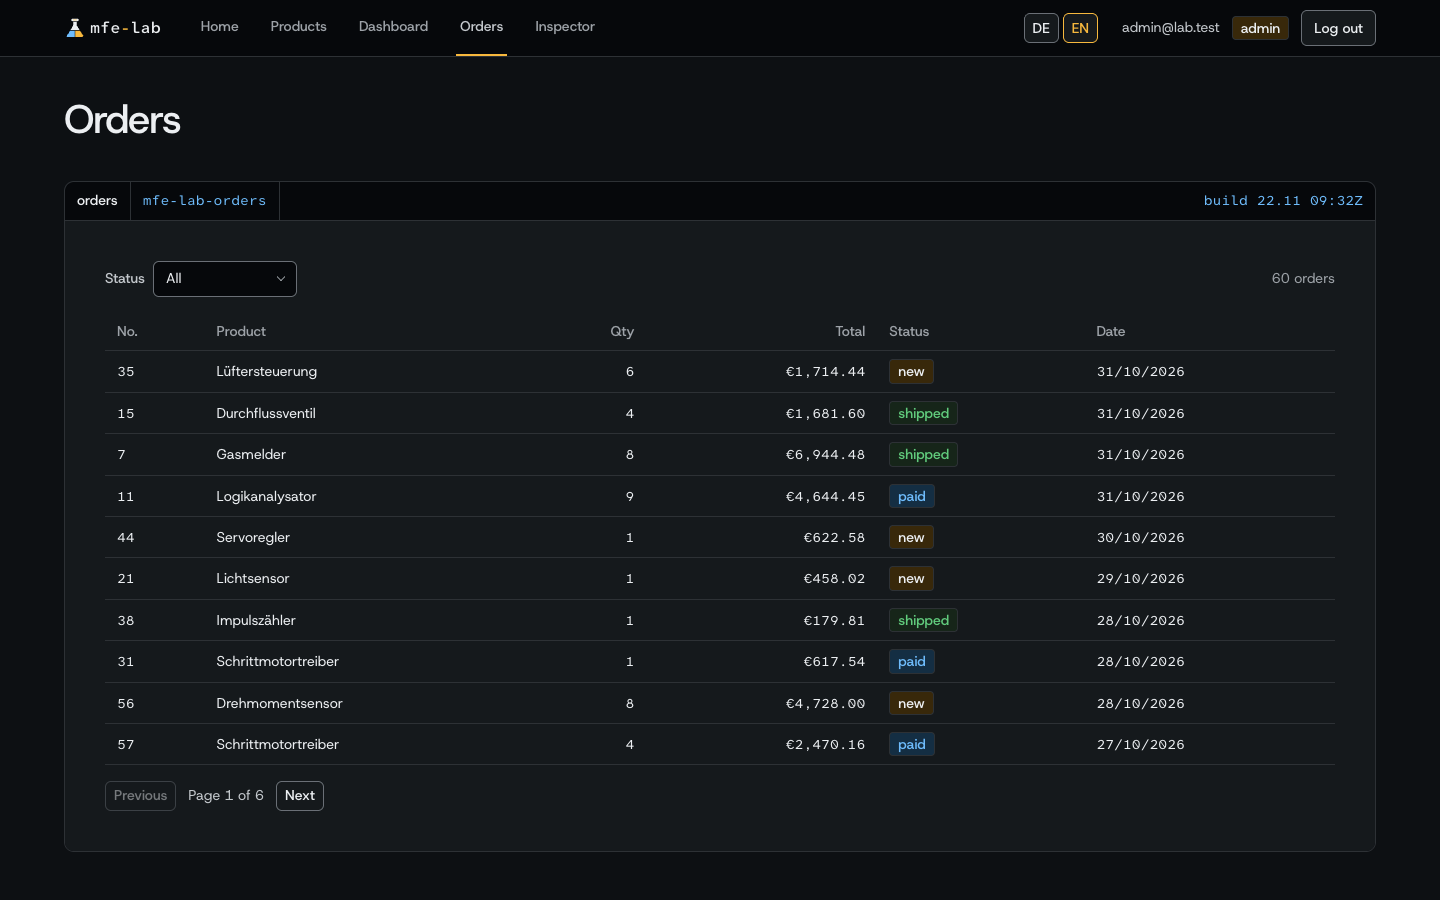 mfe-lab Home Products Dashboard Orders Inspector DE EN admin@lab.test admin Log out
Orders
orders mfe-lab-orders build 22.11 09:32Z
Status All 60 orders
No. Product Qty Total Status Date
35 Lüftersteuerung 6 €1,714.44 new 31/10/2026
15 Durchflussventil 4 €1,681.60 shipped 31/10/2026
7 Gasmelder 8 €6,944.48 shipped 31/10/2026
11 Logikanalysator 9 €4,644.45 paid 31/10/2026
44 Servoregler 1 €622.58 new 30/10/2026
21 Lichtsensor 1 €458.02 new 29/10/2026
38 Impulszähler 1 €179.81 shipped 28/10/2026
31 Schrittmotortreiber 1 €617.54 paid 28/10/2026
56 Drehmomentsensor 8 €4,728.00 new 28/10/2026
57 Schrittmotortreiber 4 €2,470.16 paid 27/10/2026
Previous Page 1 of 6 Next